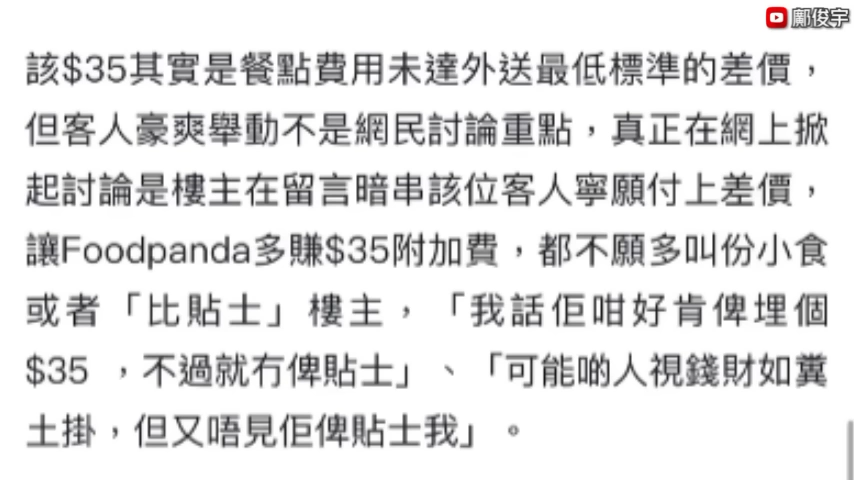 鄺俊宇
該$35其實是餐點費用未達外送最低標準的差價，
但客人豪爽舉動不是網民討論重點，真正在網上掀
起討論是樓主在留言暗串該位客人寧願付上差價，
讓Foodpanda多賺$35附加費，都不願多叫份小食
或者「比貼士」樓主，「我話佢咁好肯俾埋個
$35 ，不過就冇俾貼士」、「可能啲人視錢財如糞
土掛，但又唔見佢俾貼士我」。